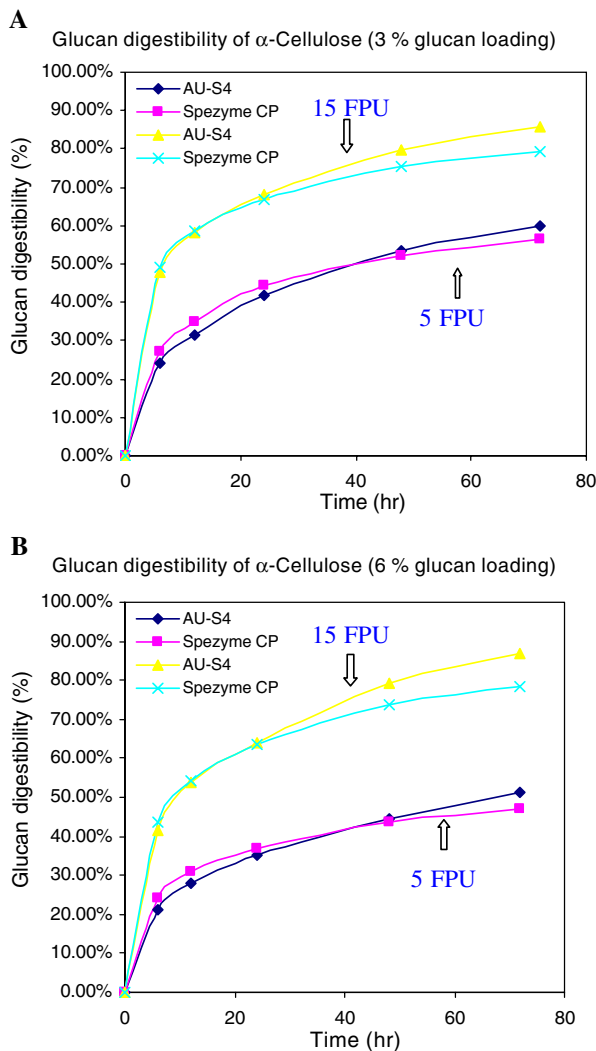 A
Glucan digestibility of α-Cellulose (3 % glucan loading)
100.00%
90.00%
80.00%
70.00%
60.00%
50.00%
40.00%
30.00%
20.00%
10.00%
0.00%
Glucan digestibility (%)
AU-S4
Spezyme CP
AU-S4
Spezyme CP
15 FPU
5 FPU
0 20 40 60 80
Time (hr)
B
Glucan digestibility of α-Cellulose (6 % glucan loading)
100.00%
90.00%
80.00%
70.00%
60.00%
50.00%
40.00%
30.00%
20.00%
10.00%
0.00%
Glucan digestibility (%)
AU-S4
Spezyme CP
AU-S4
Spezyme CP
15 FPU
5 FPU
0 20 40 60 80
Time (hr)